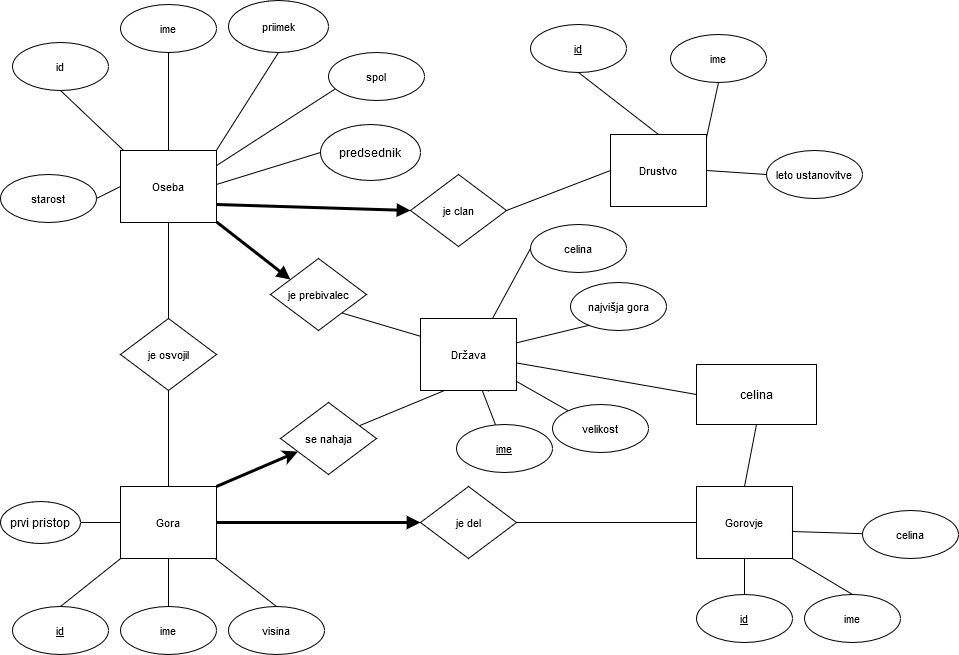 ime
priimek
id
spol
predsednik
starost
Oseba
id
ime
Drustvo
leto ustanovitve
je clan
celina
je prebivalec
najvišja gora
je osvojil
Država
celina
se nahaja
velikost
ime
prvi pristop
Gora
je del
Gorovje
celina
id
ime
visina
id
ime